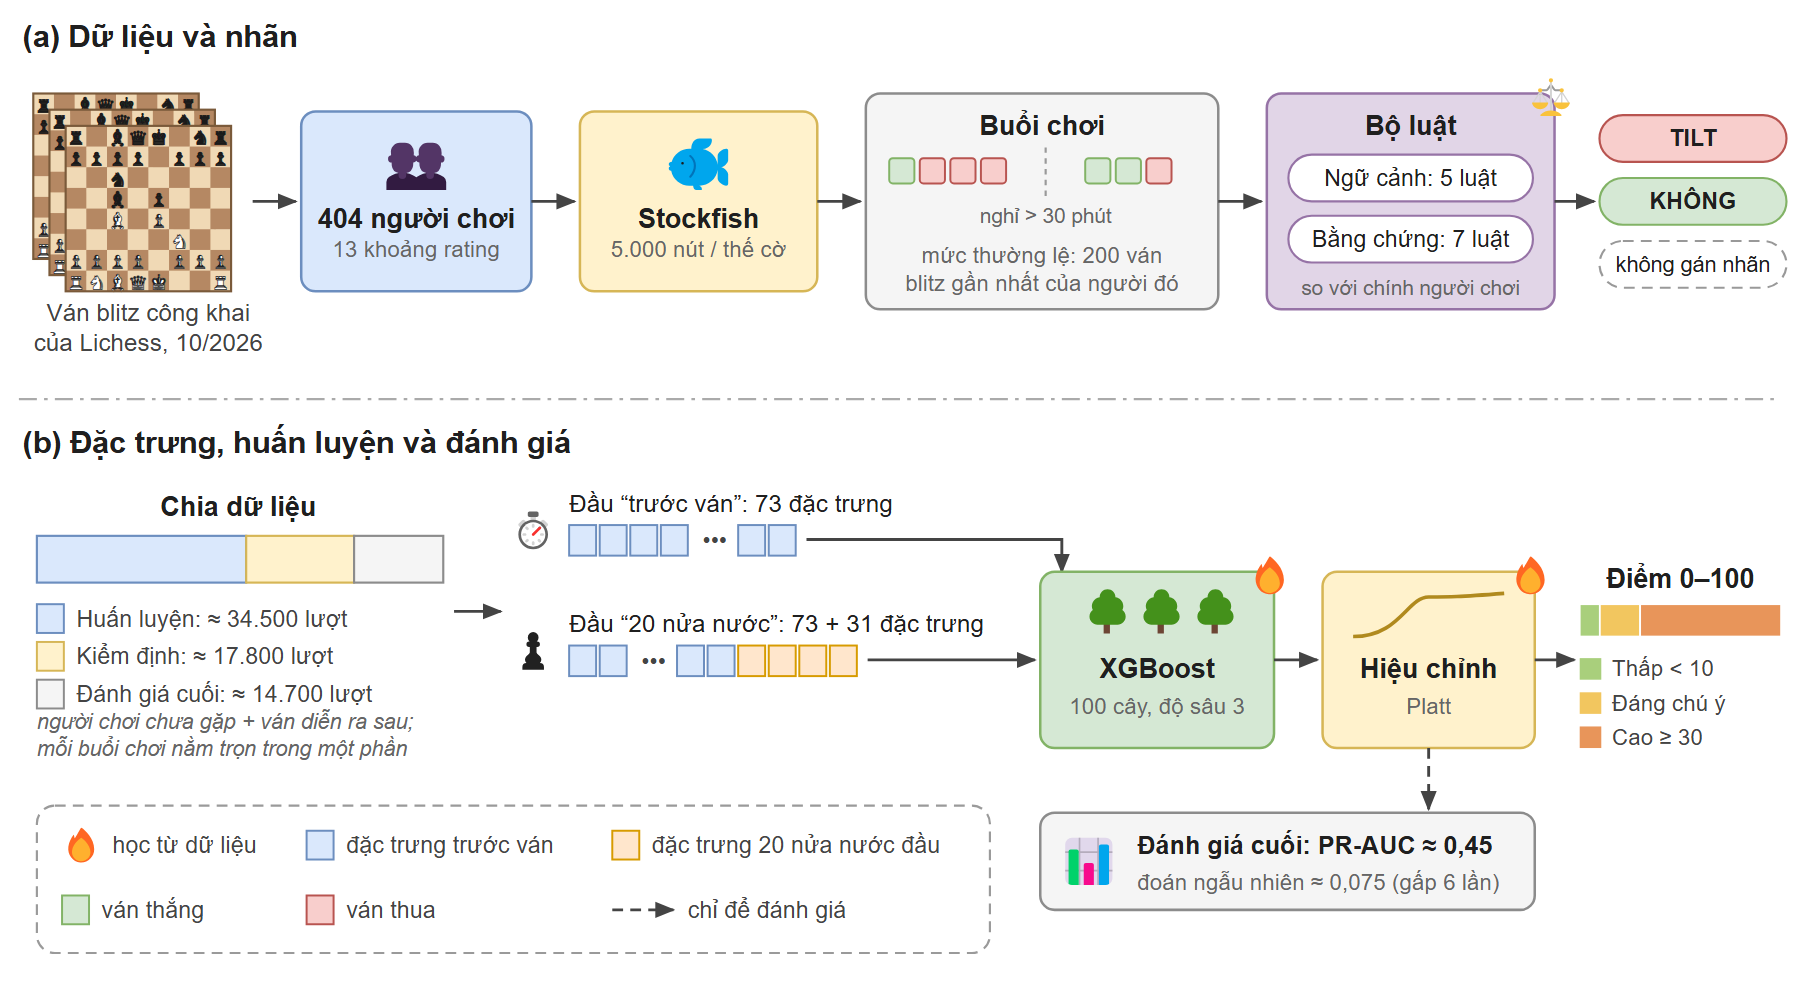 (a) Dữ liệu và nhãn
Ván blitz công khai
của Lichess, 10/2026
404 người chơi
13 khoảng rating
Stockfish
5.000 nút / thế cờ
Buổi chơi
nghỉ > 30 phút
mức thường lệ: 200 ván
blitz gần nhất của người đó
Bộ luật
Ngữ cảnh: 5 luật
Bằng chứng: 7 luật
so với chính người chơi
TILT
KHÔNG
không gán nhãn
(b) Đặc trưng, huấn luyện và đánh giá
Chia dữ liệu
Huấn luyện: ≈ 34.500 lượt
Kiểm định: ≈ 17.800 lượt
Đánh giá cuối: ≈ 14.700 lượt
người chơi chưa gặp + ván diễn ra sau;
mỗi buổi chơi nằm trọn trong một phần
Đầu “trước ván”: 73 đặc trưng
•••
Đầu “20 nửa nước”: 73 + 31 đặc trưng
•••
XGBoost
100 cây, độ sâu 3
Hiệu chỉnh
Platt
Điểm 0–100
Thấp < 10
Đáng chú ý
Cao ≥ 30
Đánh giá cuối: PR-AUC ≈ 0,45
đoán ngẫu nhiên ≈ 0,075 (gấp 6 lần)
học từ dữ liệu
đặc trưng trước ván
đặc trưng 20 nửa nước đầu
ván thắng
ván thua
chỉ để đánh giá